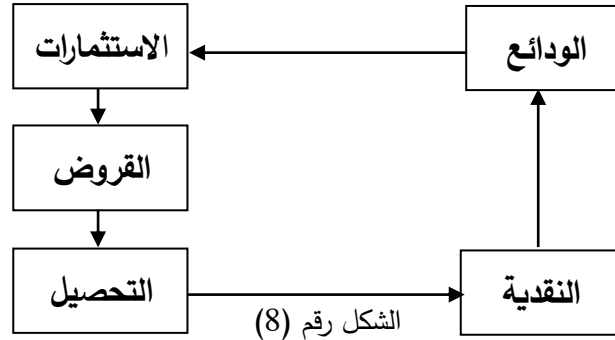 الودائع
الاستثمارات
القروض
التحصيل
النقدية
الشكل رقم (8)